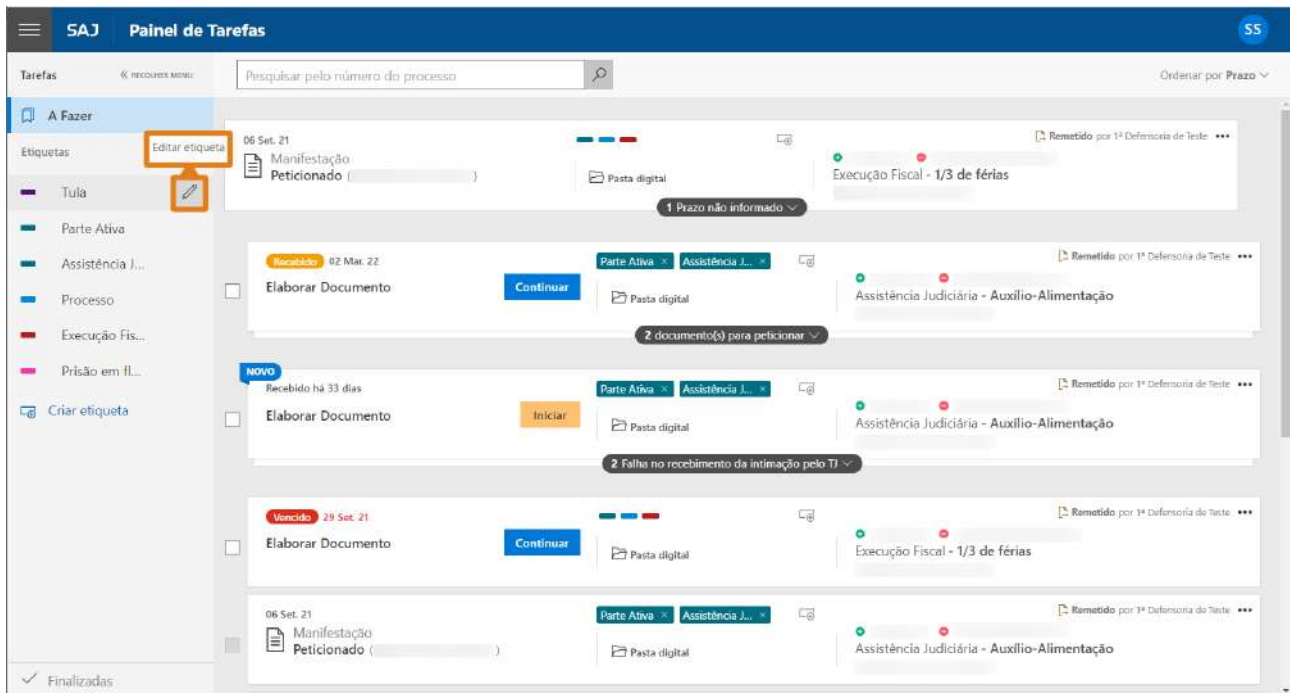 SAJ Painel de Tarefas SS
Tarefas RECOLHER MENU Pesquisar pelo número do processo Ordenar por Prazo
A Fazer
Etiquetas
Editar etiqueta
Tula
Parte Ativa
Assistência J...
Processo
Execução Fis...
Prisão em fl...
Criar etiqueta
Finalizadas
06 Set. 21 Remetido por 1ª Defensoria de Teste
Manifestação
Peticionado ( ) Pasta digital Execução Fiscal - 1/3 de férias
1 Prazo não informado
Recebido 02 Mar. 22 Parte Ativa × Assistência J... × Remetido por 1ª Defensoria de Teste
Elaborar Documento Continuar Pasta digital Assistência Judiciária - Auxílio-Alimentação
2 documento(s) para peticionar
NOVO
Recebido há 33 dias Parte Ativa × Assistência J... × Remetido por 1ª Defensoria de Teste
Elaborar Documento Iniciar Pasta digital Assistência Judiciária - Auxílio-Alimentação
2 Falha no recebimento da intimação pelo TJ
Vencido 29 Set. 21 Remetido por 1ª Defensoria de Teste
Elaborar Documento Continuar Pasta digital Execução Fiscal - 1/3 de férias
06 Set. 21 Parte Ativa × Assistência J... × Remetido por 1ª Defensoria de Teste
Manifestação
Peticionado ( ) Pasta digital Assistência Judiciária - Auxílio-Alimentação